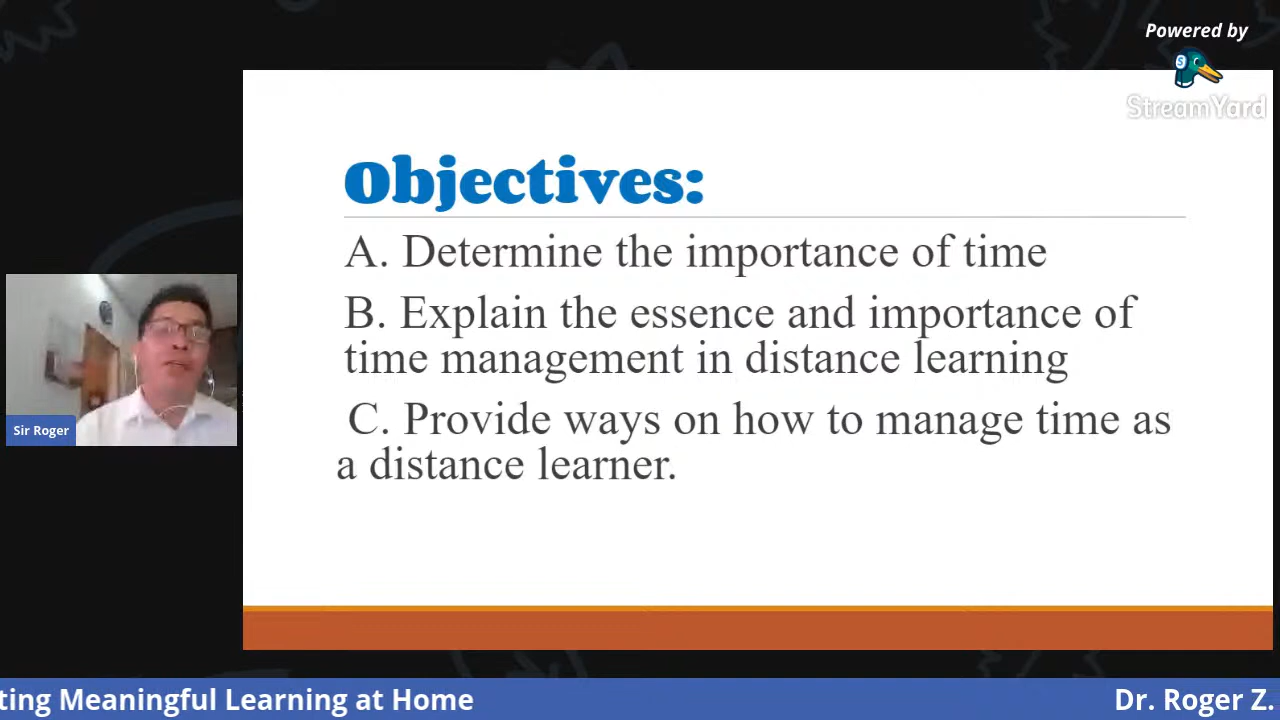 Powered by
StreamYard
Objectives:
A. Determine the importance of time
B. Explain the essence and importance of
time management in distance learning
C. Provide ways on how to manage time as
a distance learner.
Sir Roger
ting Meaningful Learning at Home
Dr. Roger Z.